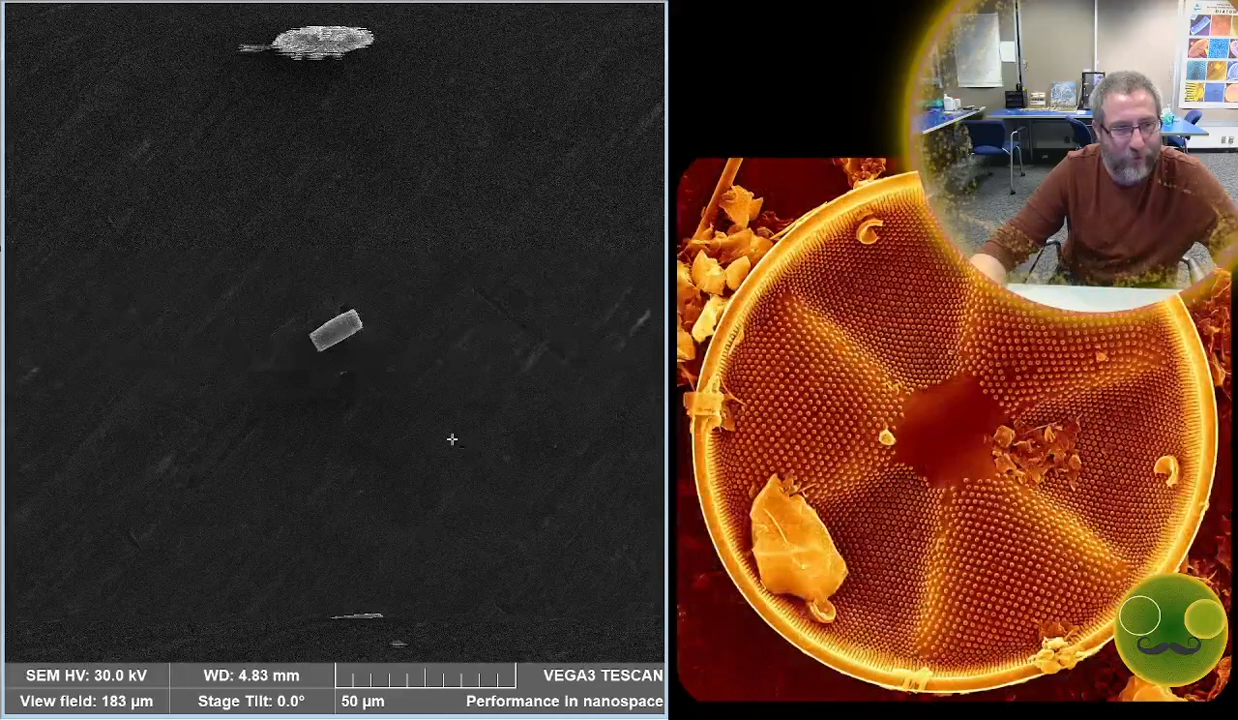 SEM HV: 30.0 kV
WD: 4.83 mm
VEGA3 TESCAN
View field: 183 µm
Stage Tilt: 0.0°
50 µm
Performance in nanospace